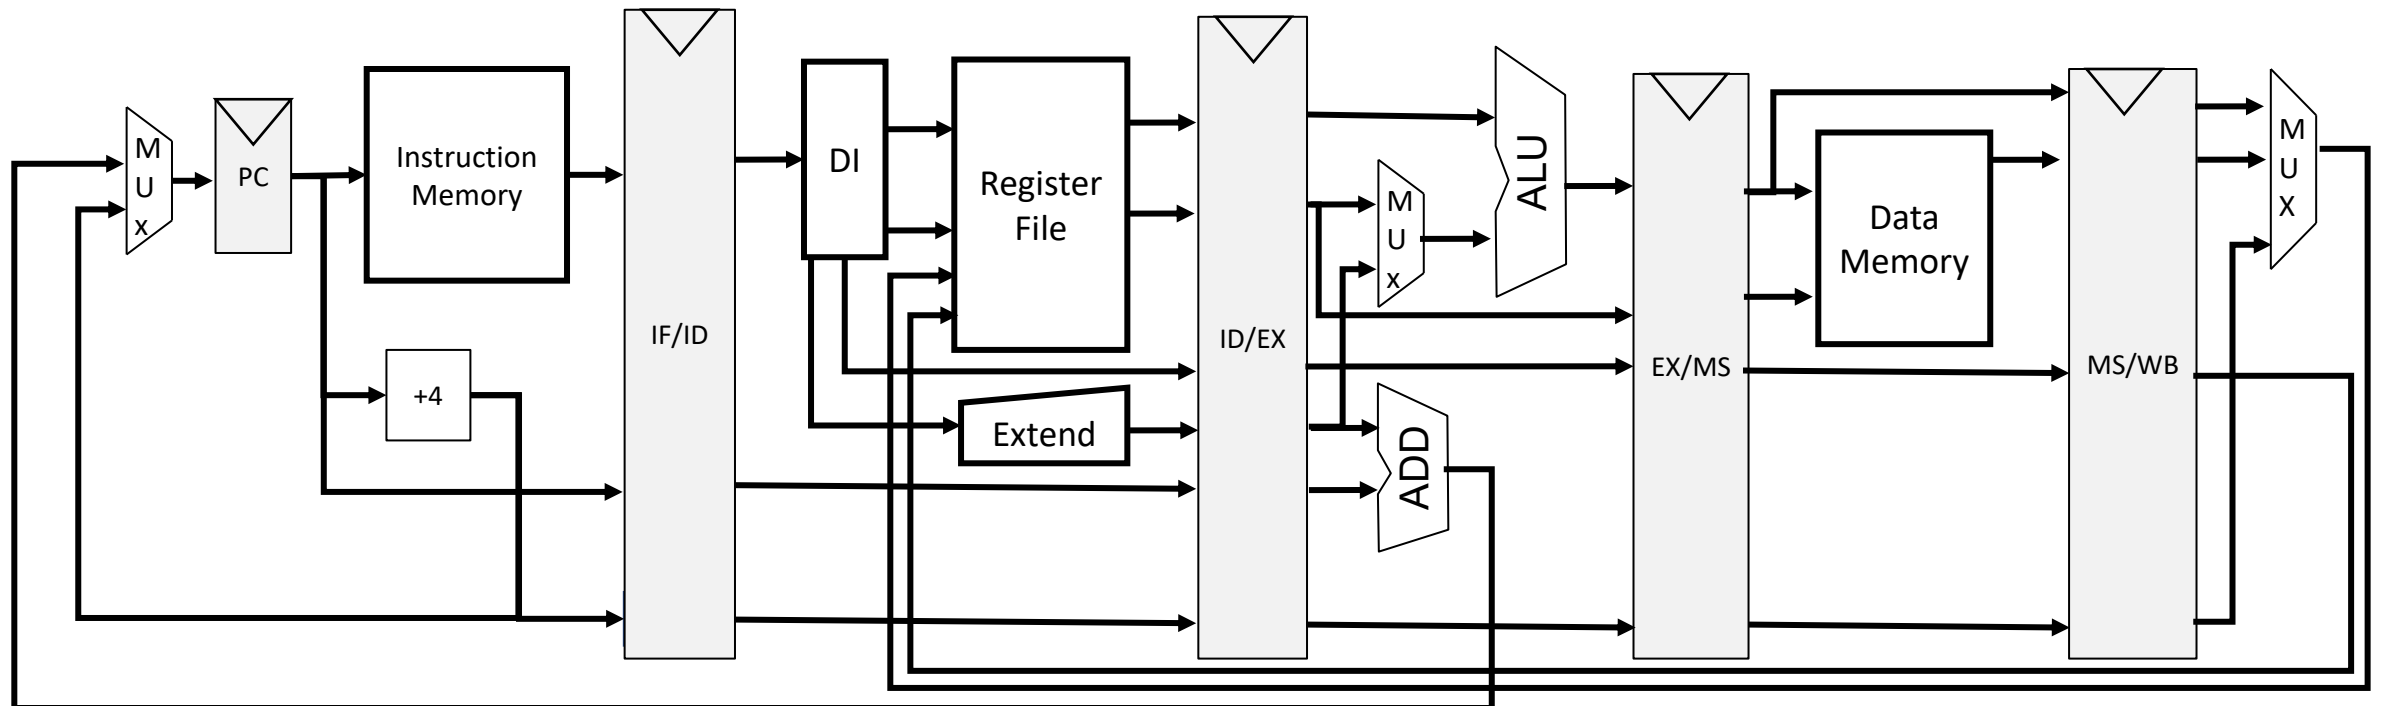 M
U
x
PC
Instruction
Memory
+4
IF/ID
DI
Register
File
Extend
ID/EX
M
U
x
ALU
ADD
EX/MS
Data
Memory
MS/WB
M
U
X